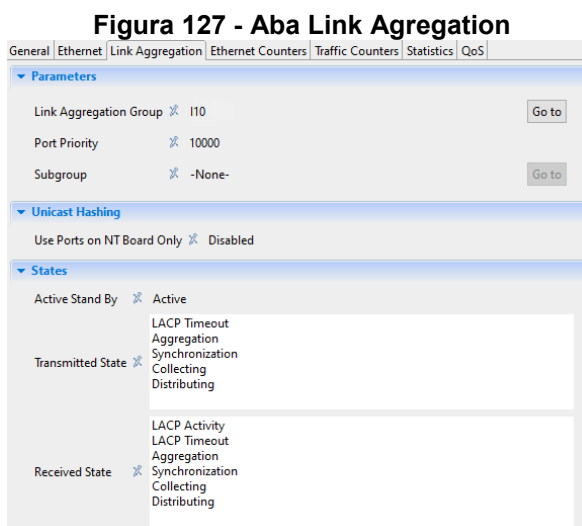 Figura 127 - Aba Link Agregation
General Ethernet Link Aggregation Ethernet Counters Traffic Counters Statistics QoS
Parameters
Link Aggregation Group l10 Go to
Port Priority 10000
Subgroup -None- Go to
Unicast Hashing
Use Ports on NT Board Only Disabled
States
Active Stand By Active
LACP Timeout
Aggregation
Transmitted State Synchronization
Collecting
Distributing
LACP Activity
LACP Timeout
Aggregation
Received State Synchronization
Collecting
Distributing